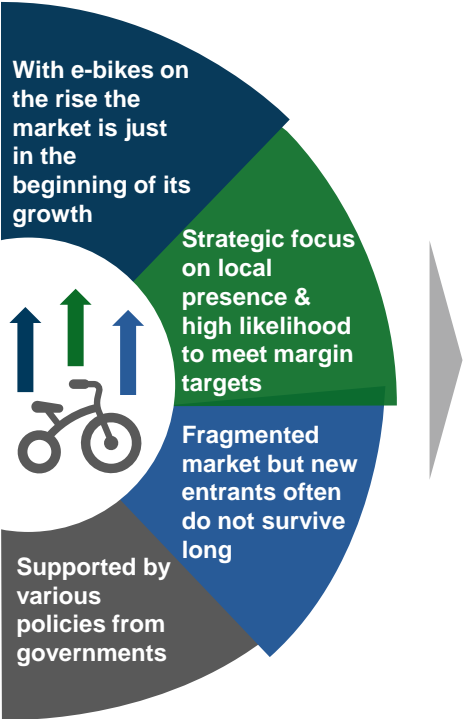 With e-bikes on
the rise the
market is just
in the
beginning of its
growth
Strategic focus
on local
presence &
high likelihood
to meet margin
targets
Fragmented
market but new
entrants often
do not survive
long
Supported by
various
policies from
governments